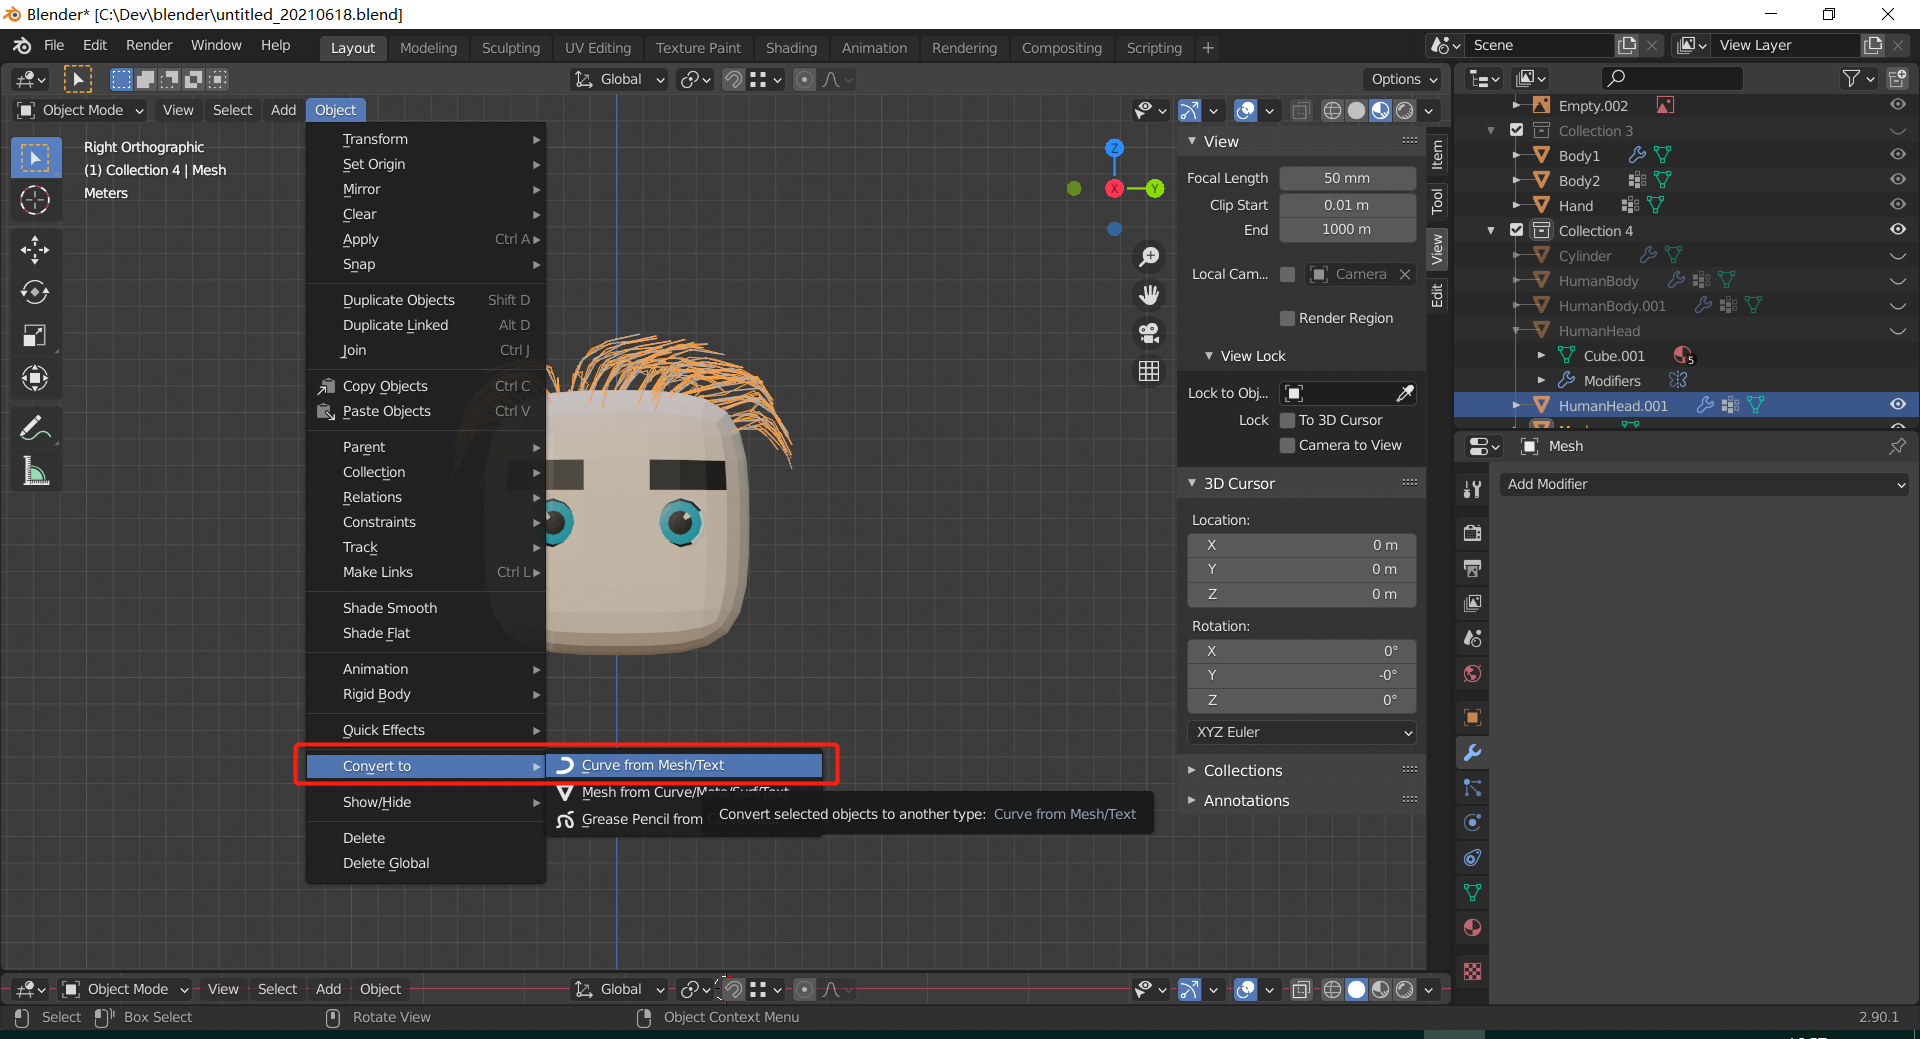 Blender* [C:\Dev\blender\untitled_20210618.blend]
File Edit Render Window Help Layout Modeling Sculpting UV Editing Texture Paint Shading Animation Rendering Compositing Scripting + Scene View Layer
Global Options
Object Mode View Select Add Object
Right Orthographic
(1) Collection 4 | Mesh
Meters
Transform
Set Origin
Mirror
Clear
Apply Ctrl A
Snap
Duplicate Objects Shift D
Duplicate Linked Alt D
Join Ctrl J
Copy Objects Ctrl C
Paste Objects Ctrl V
Parent
Collection
Relations
Constraints
Track
Make Links Ctrl L
Shade Smooth
Shade Flat
Animation
Rigid Body
Quick Effects
Convert to
Show/Hide
Delete
Delete Global
Curve from Mesh/Text
Mesh from Curve/Meta/Surf/Text
Grease Pencil from
Convert selected objects to another type: Curve from Mesh/Text
Z
X
Y
View
Focal Length 50 mm
Clip Start 0.01 m
End 1000 m
Local Cam... Camera
Render Region
View Lock
Lock to Obj...
Lock To 3D Cursor
Camera to View
3D Cursor
Location:
X 0 m
Y 0 m
Z 0 m
Rotation:
X 0°
Y -0°
Z 0°
XYZ Euler
Collections
Annotations
Item
Tool
View
Edit
Empty.002
Collection 3
Body1
Body2
Hand
Collection 4
Cylinder
HumanBody
HumanBody.001
HumanHead
Cube.001 5
Modifiers
HumanHead.001
Mesh
Add Modifier
Object Mode View Select Add Object Global
Select Box Select Rotate View Object Context Menu 2.90.1